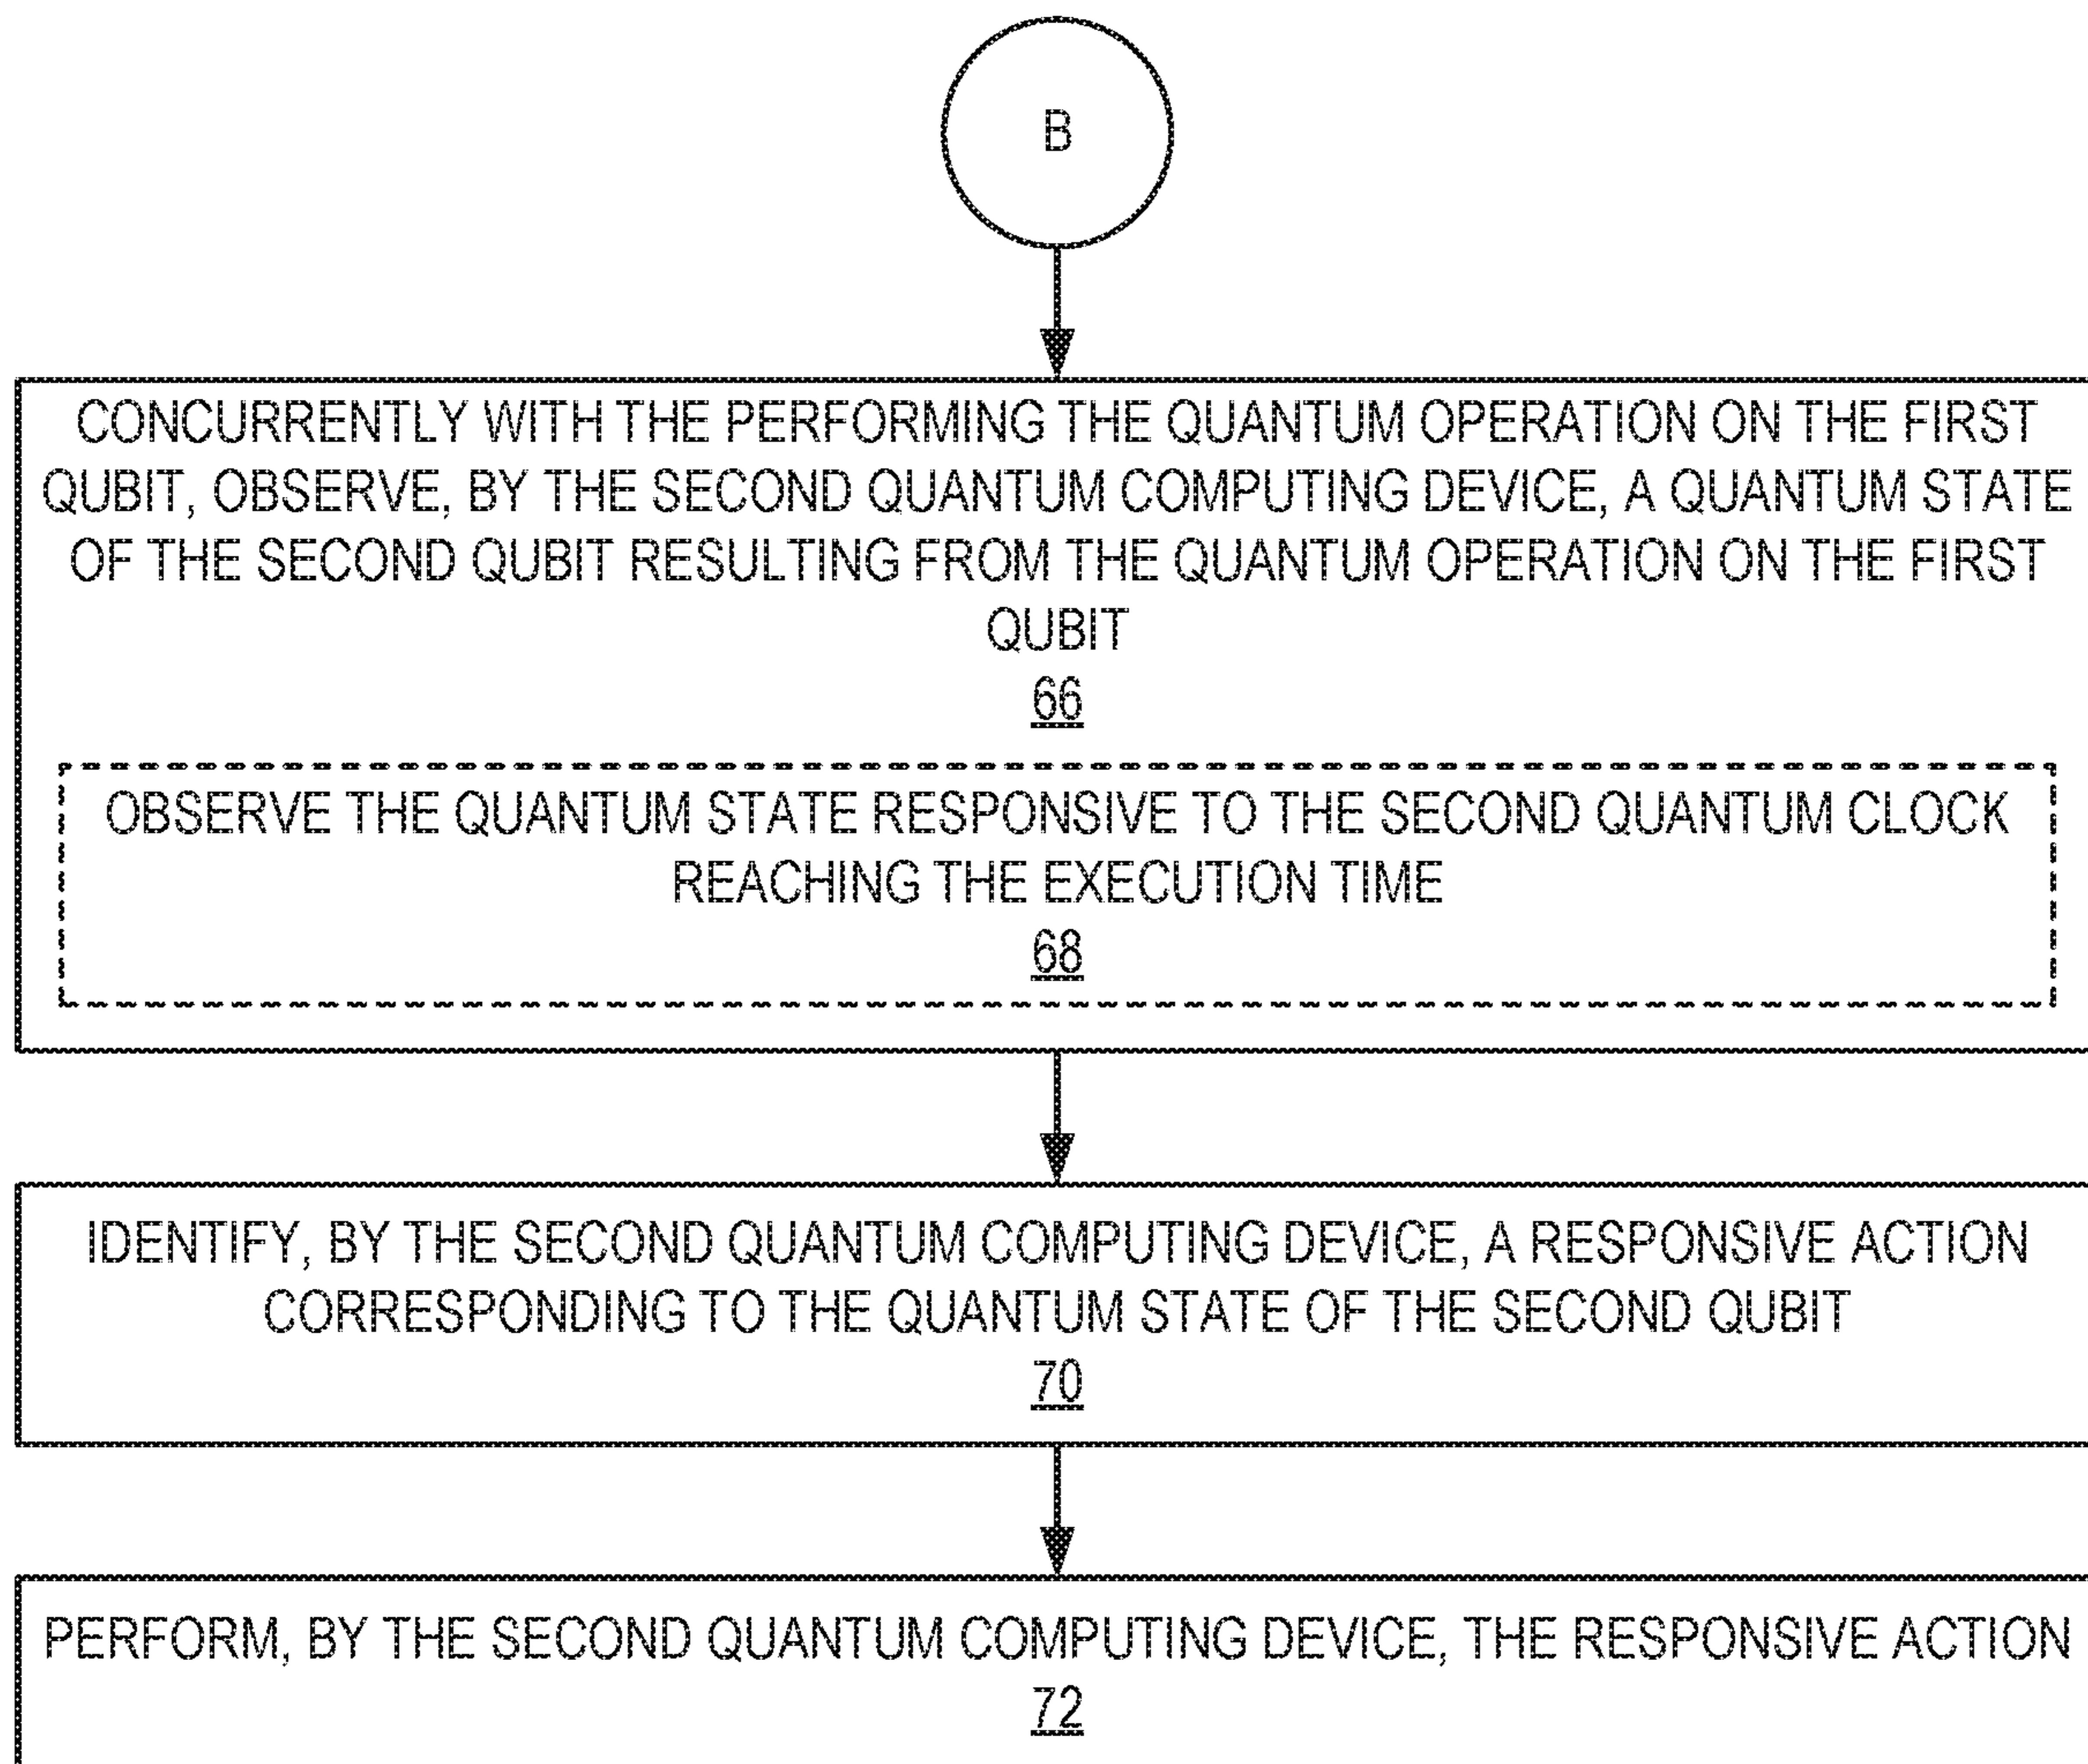 B
CONCURRENTLY WITH THE PERFORMING THE QUANTUM OPERATION ON THE FIRST
QUBIT, OBSERVE, BY THE SECOND QUANTUM COMPUTING DEVICE, A QUANTUM STATE
OF THE SECOND QUBIT RESULTING FROM THE QUANTUM OPERATION ON THE FIRST
QUBIT
66
OBSERVE THE QUANTUM STATE RESPONSIVE TO THE SECOND QUANTUM CLOCK
REACHING THE EXECUTION TIME
68
IDENTIFY, BY THE SECOND QUANTUM COMPUTING DEVICE, A RESPONSIVE ACTION
CORRESPONDING TO THE QUANTUM STATE OF THE SECOND QUBIT
70
PERFORM, BY THE SECOND QUANTUM COMPUTING DEVICE, THE RESPONSIVE ACTION
72